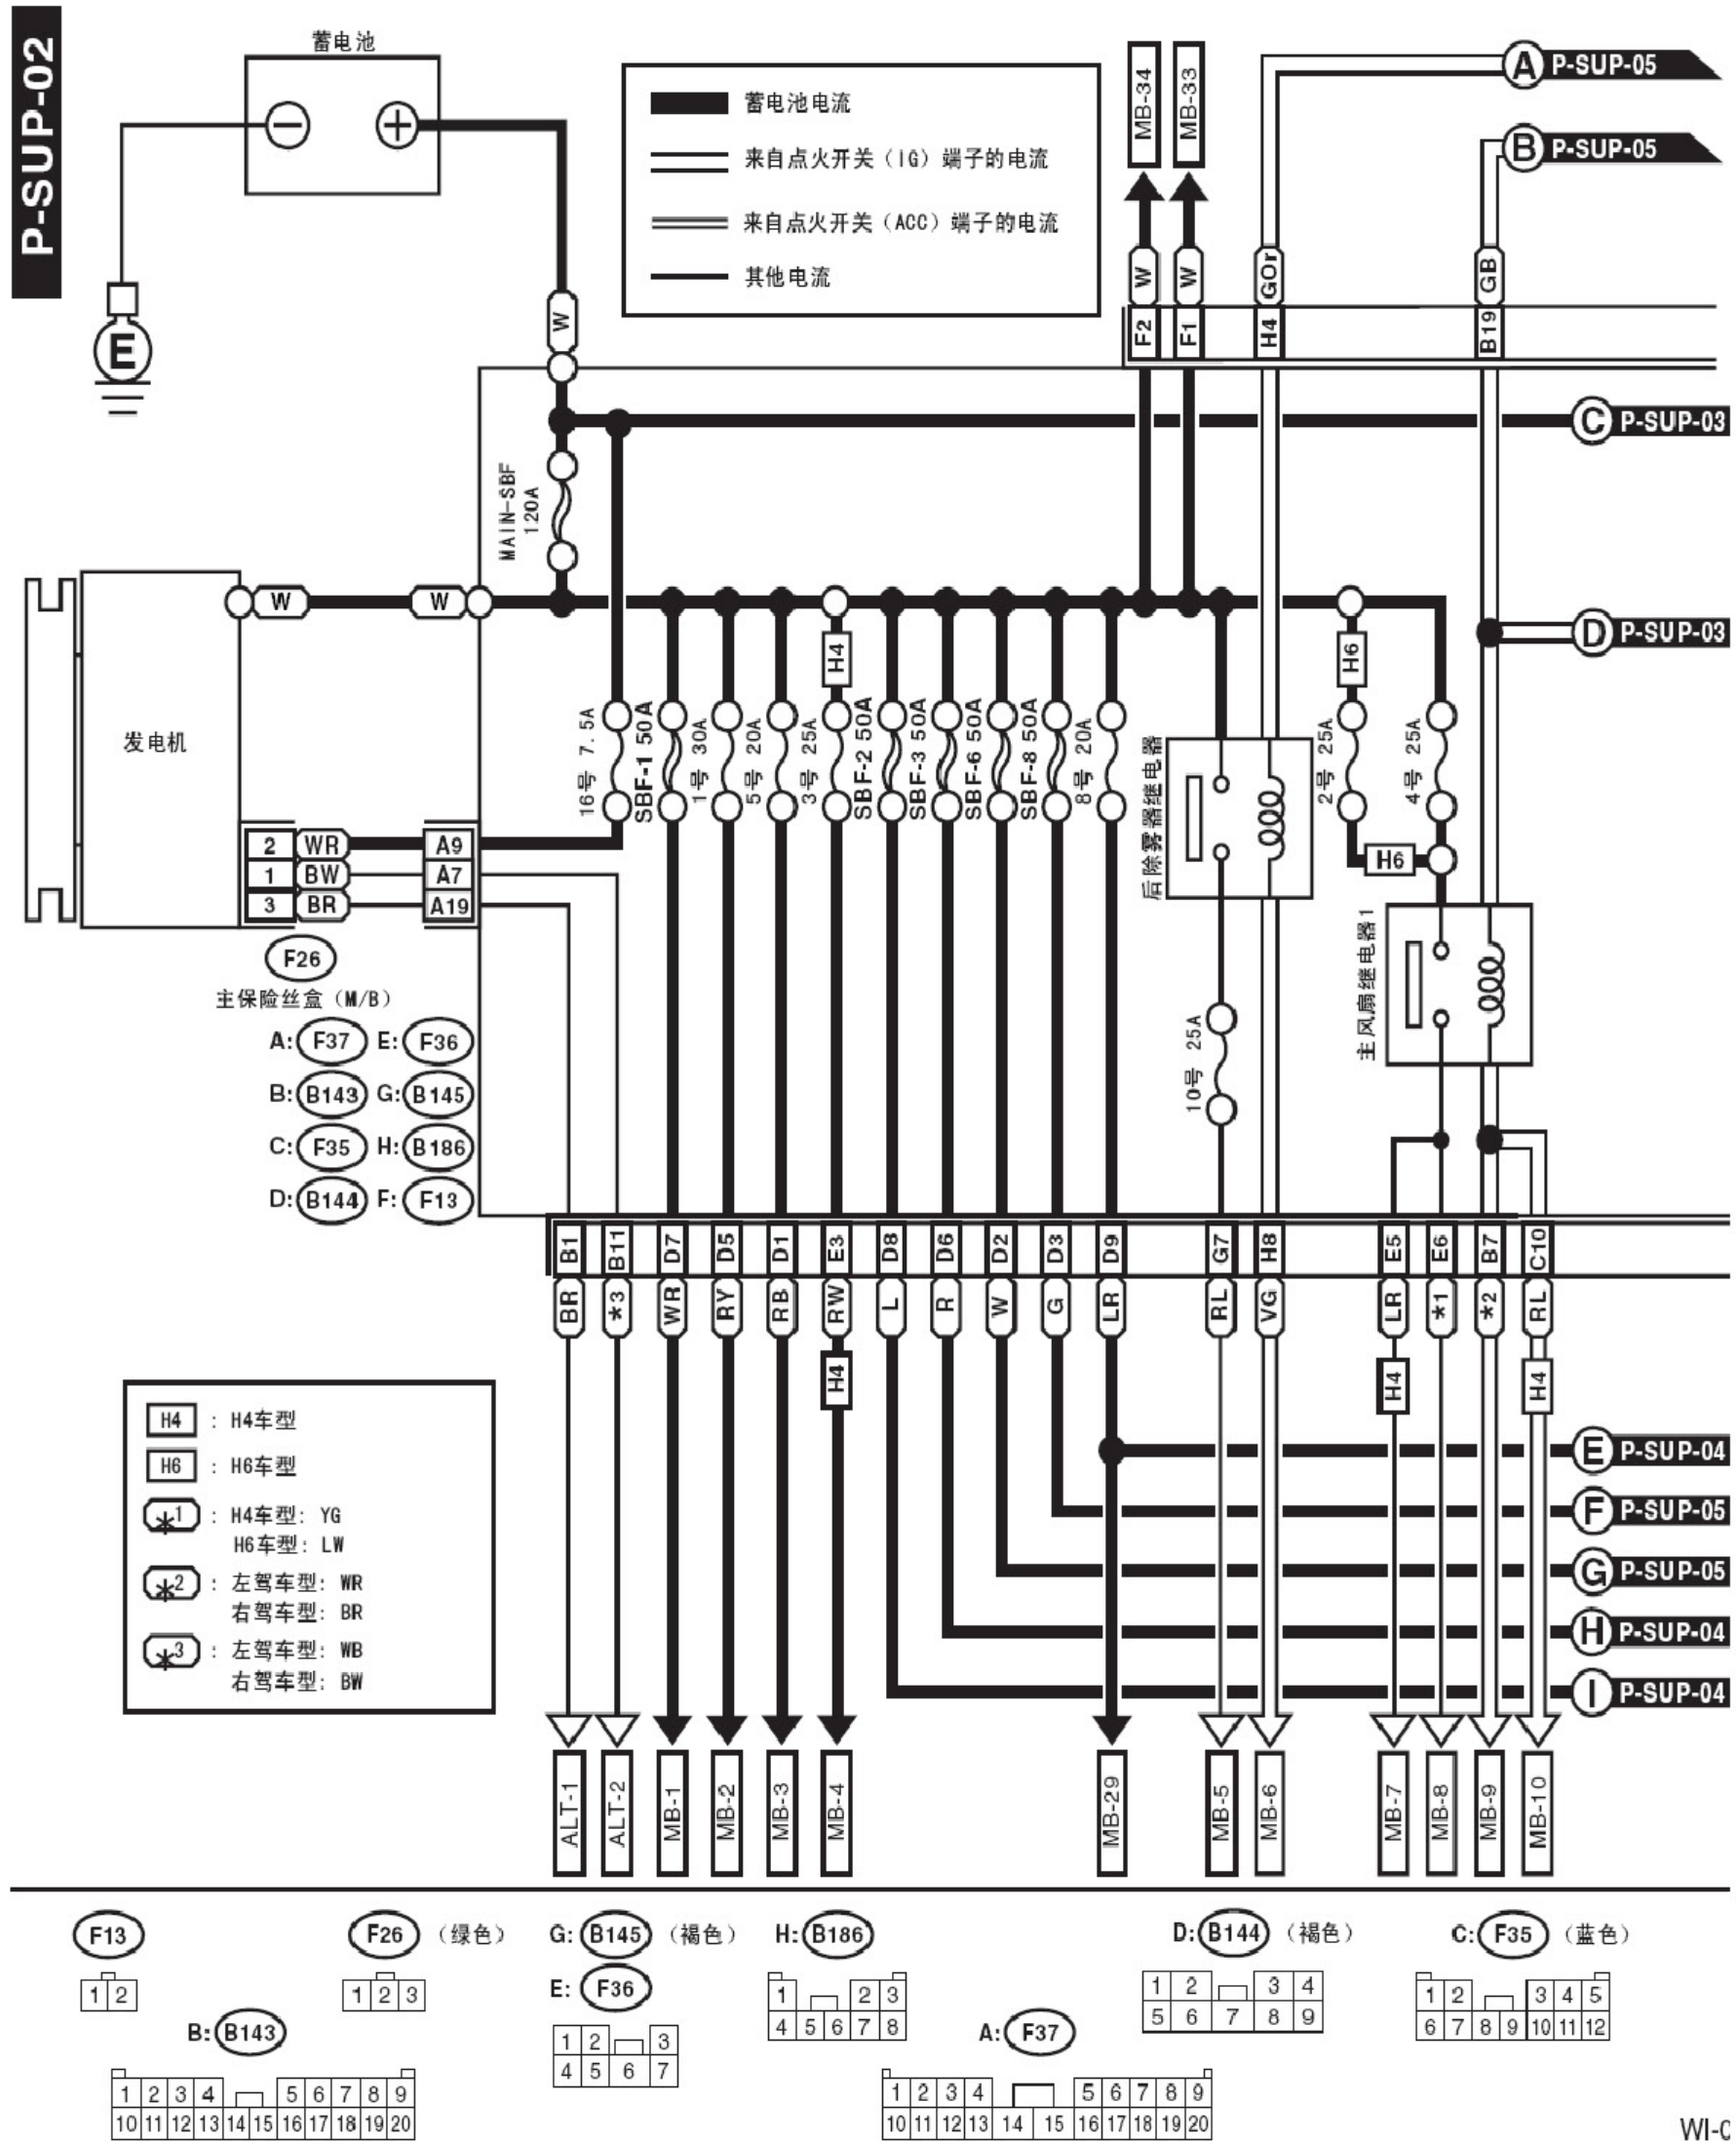 P-SUP-02
蓄电池
蓄电池电流
来自点火开关（IG）端子的电流
来自点火开关（ACC）端子的电流
其他电流
MB-34
MB-33
A P-SUP-05
B P-SUP-05
W
W
W
GOr
GB
F2
F1
H4
B19
E
C P-SUP-03
MAIN-SBF
120A
W
W
H4
H6
D P-SUP-03
发电机
16号 7.5A
SBF-1 50A
1号 30A
5号 20A
3号 25A
SBF-2 50A
SBF-3 50A
SBF-6 50A
SBF-8 50A
8号 20A
后除雾器继电器
2号 25A
4号 25A
H6
2 WR A9
1 BW A7
3 BR A19
F26
主保险丝盒（M/B）
A: F37 E: F36
B: B143 G: B145
C: F35 H: B186
D: B144 F: F13
10号 25A
主风扇继电器1
B1
B11
D7
D5
D1
E3
D8
D6
D2
D3
D9
G7
H8
E5
E6
B7
C10
BR
*3
WR
RY
RB
RW
L
R
W
G
LR
RL
VG
LR
*1
*2
RL
H4
H4
H4
H4 : H4车型
H6 : H6车型
*1 : H4车型: YG
H6车型: LW
*2 : 左驾车型: WR
右驾车型: BR
*3 : 左驾车型: WB
右驾车型: BW
E P-SUP-04
F P-SUP-05
G P-SUP-05
H P-SUP-04
I P-SUP-04
ALT-1
ALT-2
MB-1
MB-2
MB-3
MB-4
MB-29
MB-5
MB-6
MB-7
MB-8
MB-9
MB-10
F13
1 2
F26 （绿色）
1 2 3
G: B145 （褐色）
E: F36
1 2 3
4 5 6 7
H: B186
1 2 3
4 5 6 7 8
D: B144 （褐色）
1 2 3 4
5 6 7 8 9
C: F35 （蓝色）
1 2 3 4 5
6 7 8 9 10 11 12
B: B143
1 2 3 4 5 6 7 8 9
10 11 12 13 14 15 16 17 18 19 20
A: F37
1 2 3 4 5 6 7 8 9
10 11 12 13 14 15 16 17 18 19 20